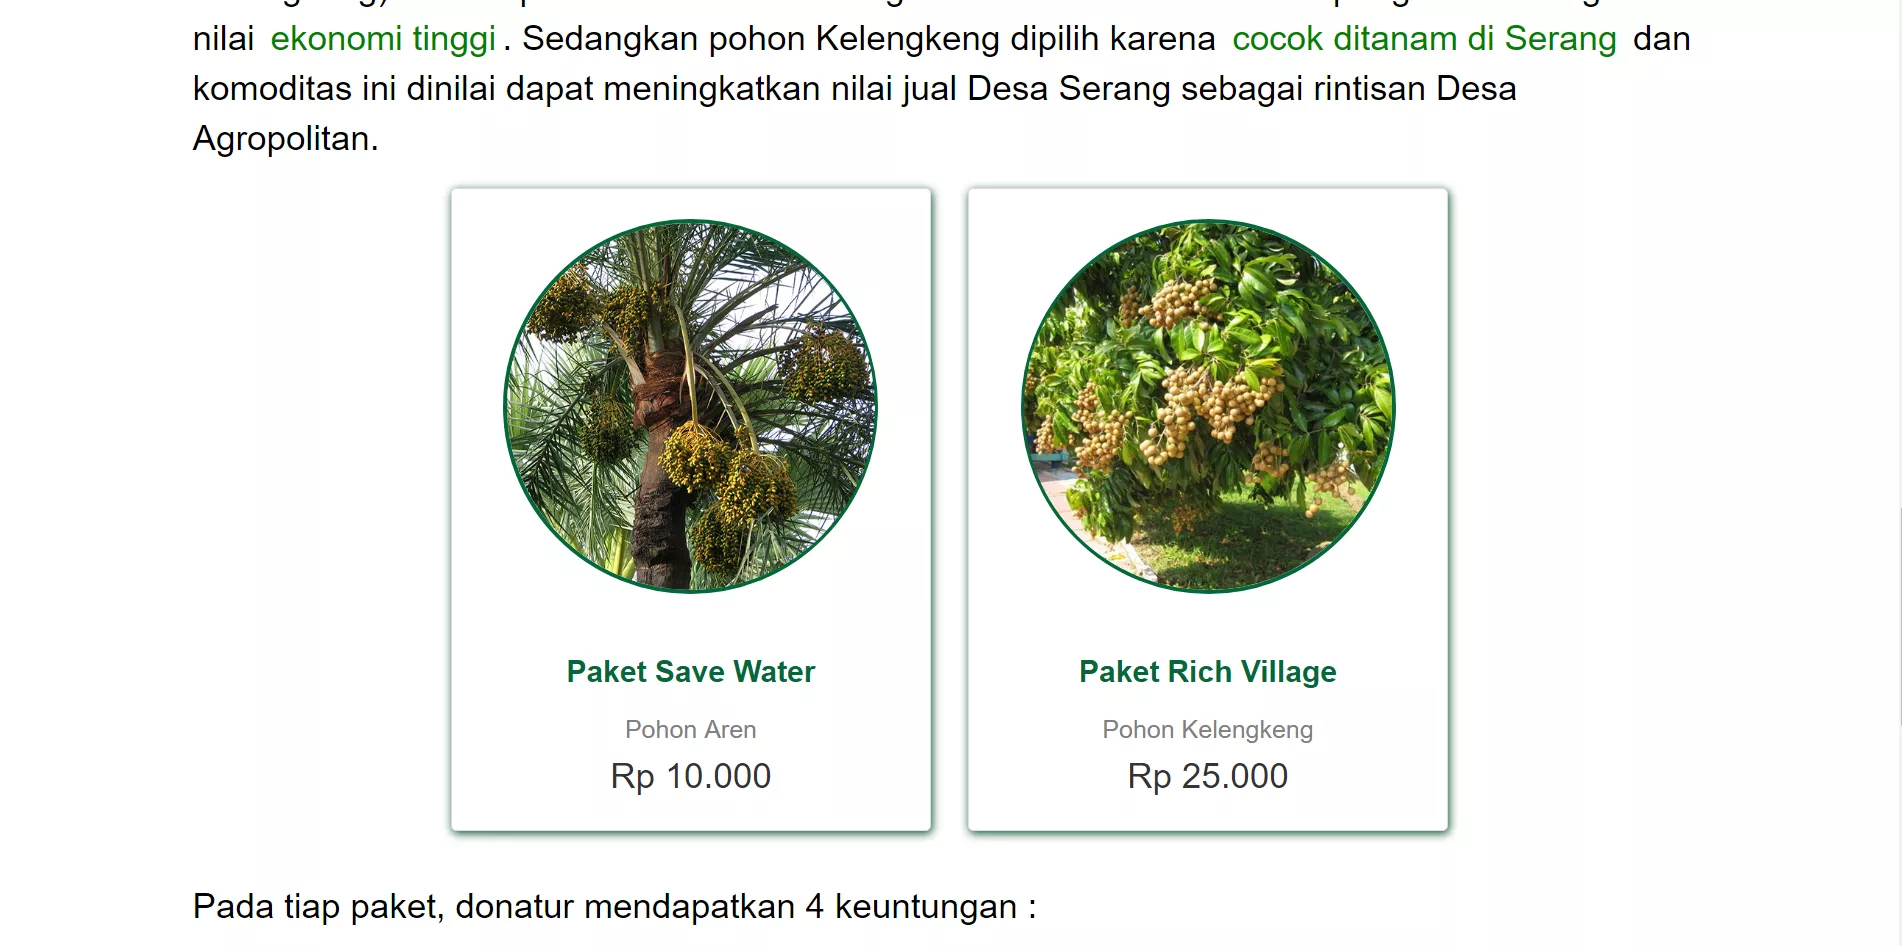 nilai ekonomi tinggi . Sedangkan pohon Kelengkeng dipilih karena cocok ditanam di Serang dan
komoditas ini dinilai dapat meningkatkan nilai jual Desa Serang sebagai rintisan Desa
Agropolitan.
Paket Save Water
Pohon Aren
Rp 10.000
Paket Rich Village
Pohon Kelengkeng
Rp 25.000
Pada tiap paket, donatur mendapatkan 4 keuntungan :